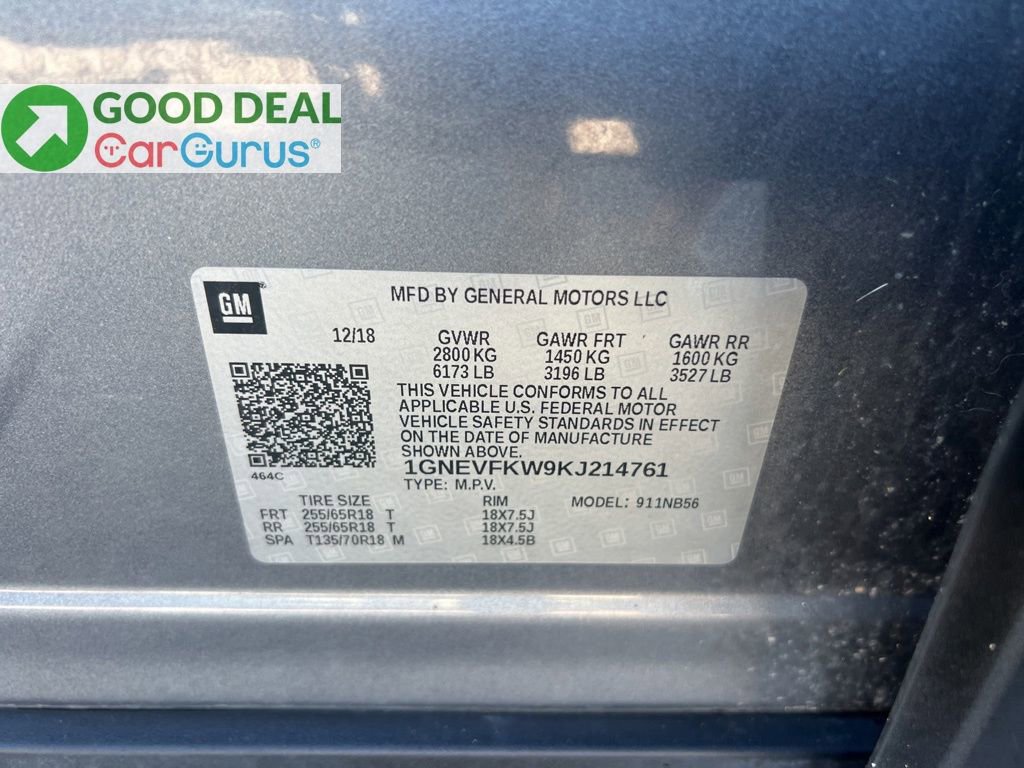 GOOD DEAL
CarGurus®
GM
MFD BY GENERAL MOTORS LLC
12/18 GVWR GAWR FRT GAWR RR
2800 KG 1450 KG 1600 KG
6173 LB 3196 LB 3527 LB
THIS VEHICLE CONFORMS TO ALL
APPLICABLE U.S. FEDERAL MOTOR
VEHICLE SAFETY STANDARDS IN EFFECT
ON THE DATE OF MANUFACTURE
SHOWN ABOVE.
1GNEVFKW9KJ214761
464C TYPE: M.P.V.
TIRE SIZE RIM MODEL: 911NB56
FRT 255/65R18 T 18X7.5J
RR 255/65R18 T 18X7.5J
SPA T135/70R18 M 18X4.5B